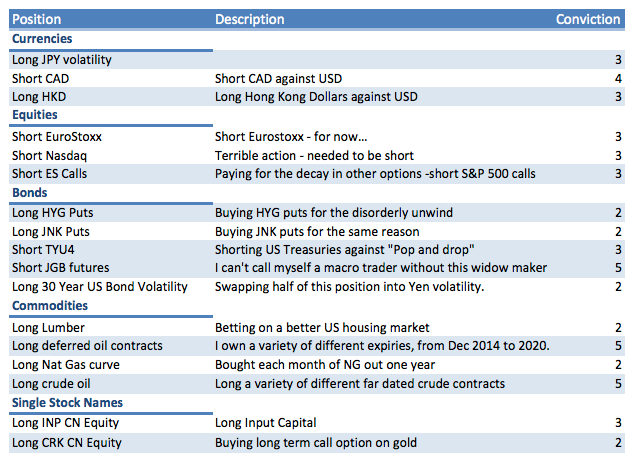 Position Description Conviction
Currencies
Long JPY volatility 3
Short CAD Short CAD against USD 4
Long HKD Long Hong Kong Dollars against USD 3
Equities
Short EuroStoxx Short Eurostoxx - for now... 3
Short Nasdaq Terrible action - needed to be short 3
Short ES Calls Paying for the decay in other options -short S&P 500 calls 3
Bonds
Long HYG Puts Buying HYG puts for the disorderly unwind 2
Long JNK Puts Buying JNK puts for the same reason 2
Short TYU4 Shorting US Treasuries against "Pop and drop" 3
Short JGB futures I can't call myself a macro trader without this widow maker 5
Long 30 Year US Bond Volatility Swapping half of this position into Yen volatility. 2
Commodities
Long Lumber Betting on a better US housing market 2
Long deferred oil contracts I own a variety of different expiries, from Dec 2014 to 2020. 5
Long Nat Gas curve Bought each month of NG out one year 2
Long crude oil Long a variety of different far dated crude contracts 5
Single Stock Names
Long INP CN Equity Long Input Capital 3
Long CRK CN Equity Buying long term call option on gold 2